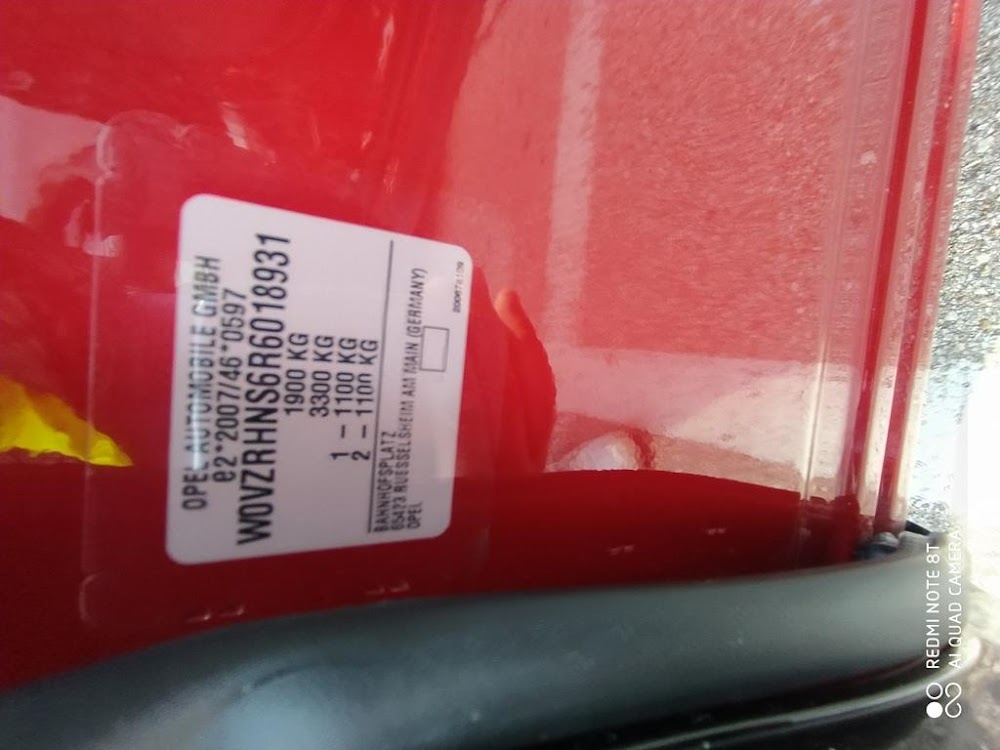 OPEL AUTOMOBILE GMBH
e2*2007/46*0597
W0VZRHNS6R6018931
1900 KG
3300 KG
1 – 1100 KG
2 – 1100 KG
BAHNHOFSPLATZ
65423 RUESSELSHEIM AM MAIN (GERMANY)
OPEL
REDMI NOTE 8T
AI QUAD CAMERA